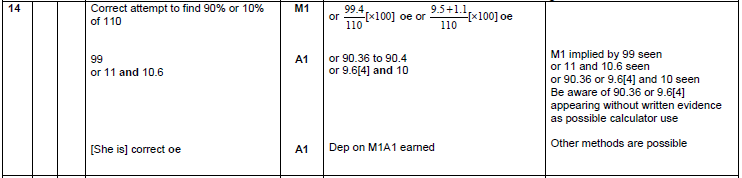 14 Correct attempt to find 90% or 10% M1 or 99.4/110 [×100] oe or 9.5+1.1/110 [×100] oe
of 110
99 A1 or 90.36 to 90.4 M1 implied by 99 seen
or 11 and 10.6 or 9.6[4] and 10 or 11 and 10.6 seen
or 90.36 or 9.6[4] and 10 seen
Be aware of 90.36 or 9.6[4]
appearing without written evidence
as possible calculator use
[She is] correct oe A1 Dep on M1A1 earned Other methods are possible